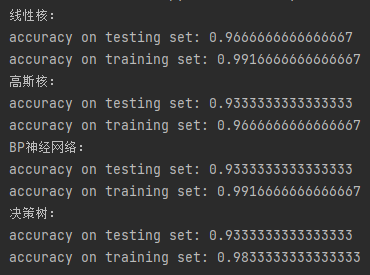 线性核:
accuracy on testing set: 0.9666666666666667
accuracy on training set: 0.9916666666666667
高斯核:
accuracy on testing set: 0.9333333333333333
accuracy on training set: 0.9666666666666667
BP神经网络:
accuracy on testing set: 0.9333333333333333
accuracy on training set: 0.9916666666666667
决策树:
accuracy on testing set: 0.9333333333333333
accuracy on training set: 0.9833333333333333